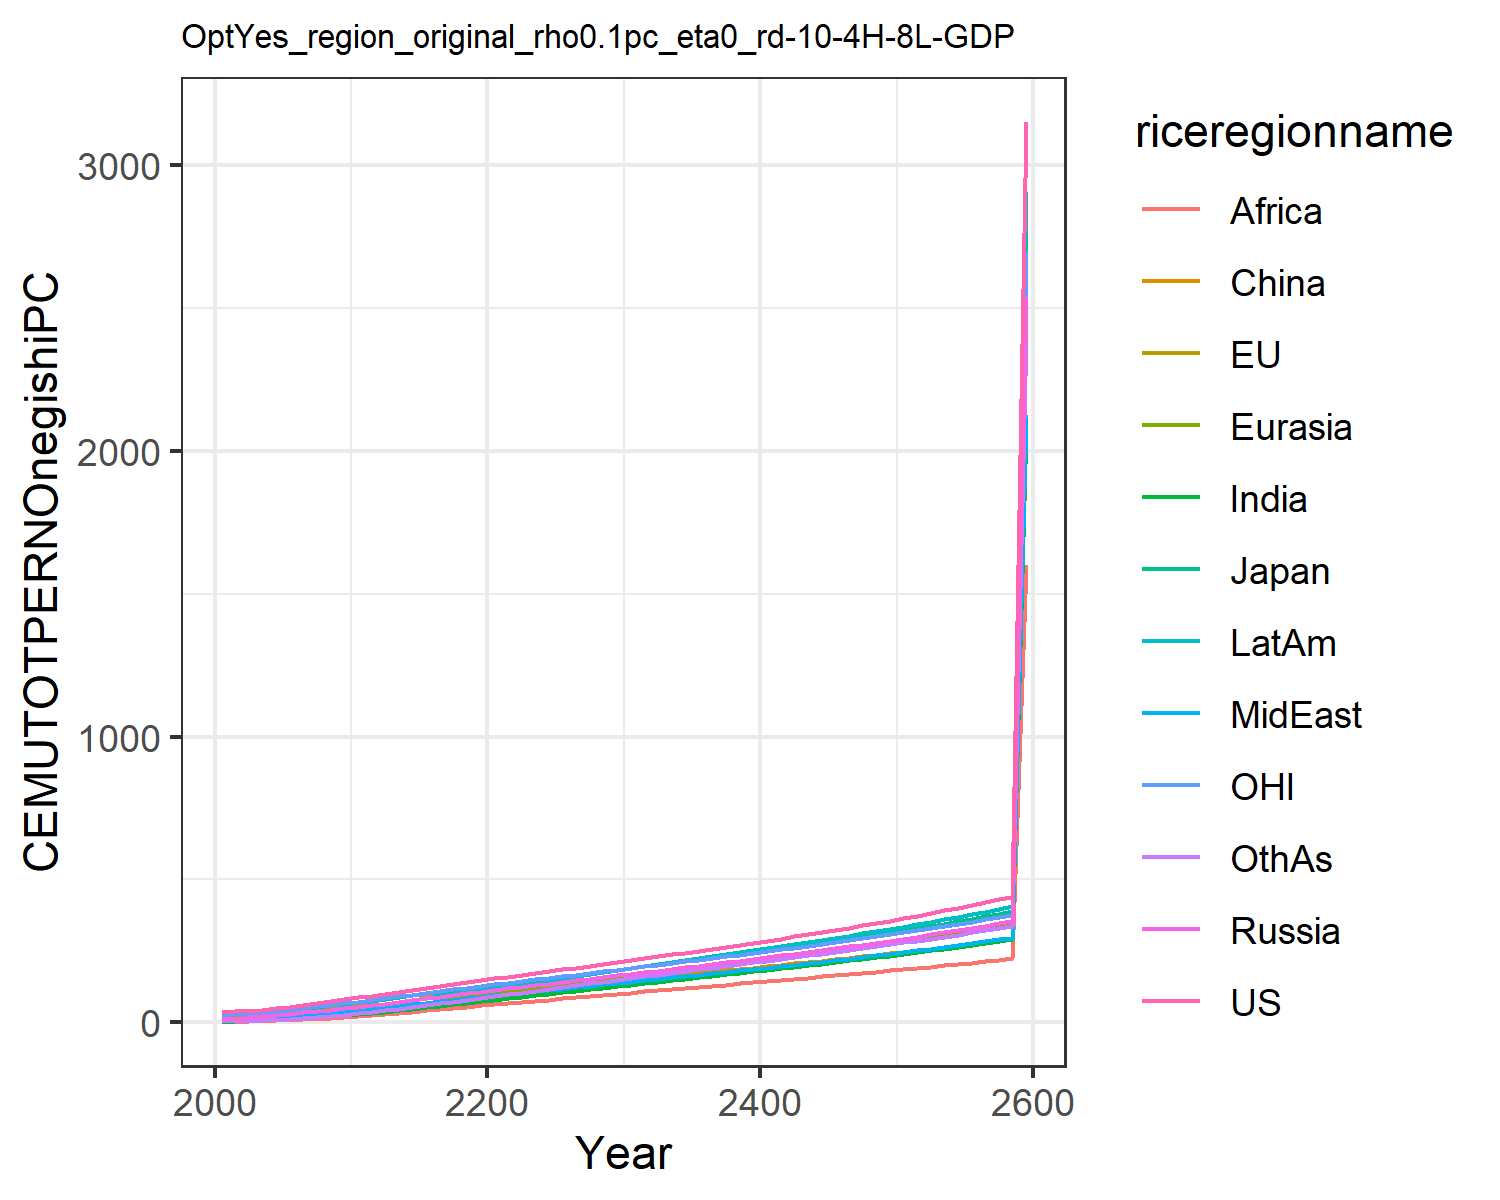 OptYes_region_original_rho0.1pc_eta0_rd-10-4H-8L-GDP
CEMUTOTPERNOnegishiPC
3000
2000
1000
0
2000
2200
2400
2600
Year
riceregionname
Africa
China
EU
Eurasia
India
Japan
LatAm
MidEast
OHI
OthAs
Russia
US